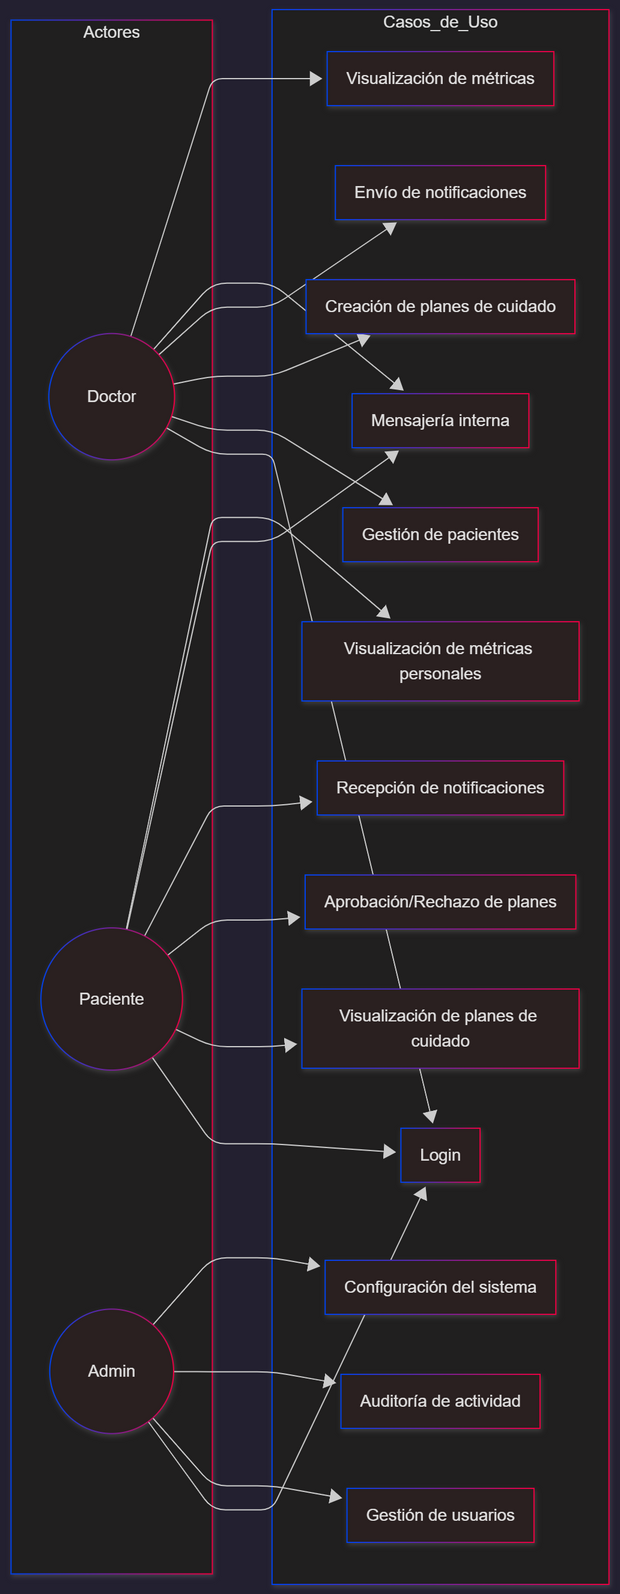 Actores
Doctor
Paciente
Admin
Casos_de_Uso
Visualización de métricas
Envío de notificaciones
Creación de planes de cuidado
Mensajería interna
Gestión de pacientes
Visualización de métricas
personales
Recepción de notificaciones
Aprobación/Rechazo de planes
Visualización de planes de
cuidado
Login
Configuración del sistema
Auditoría de actividad
Gestión de usuarios